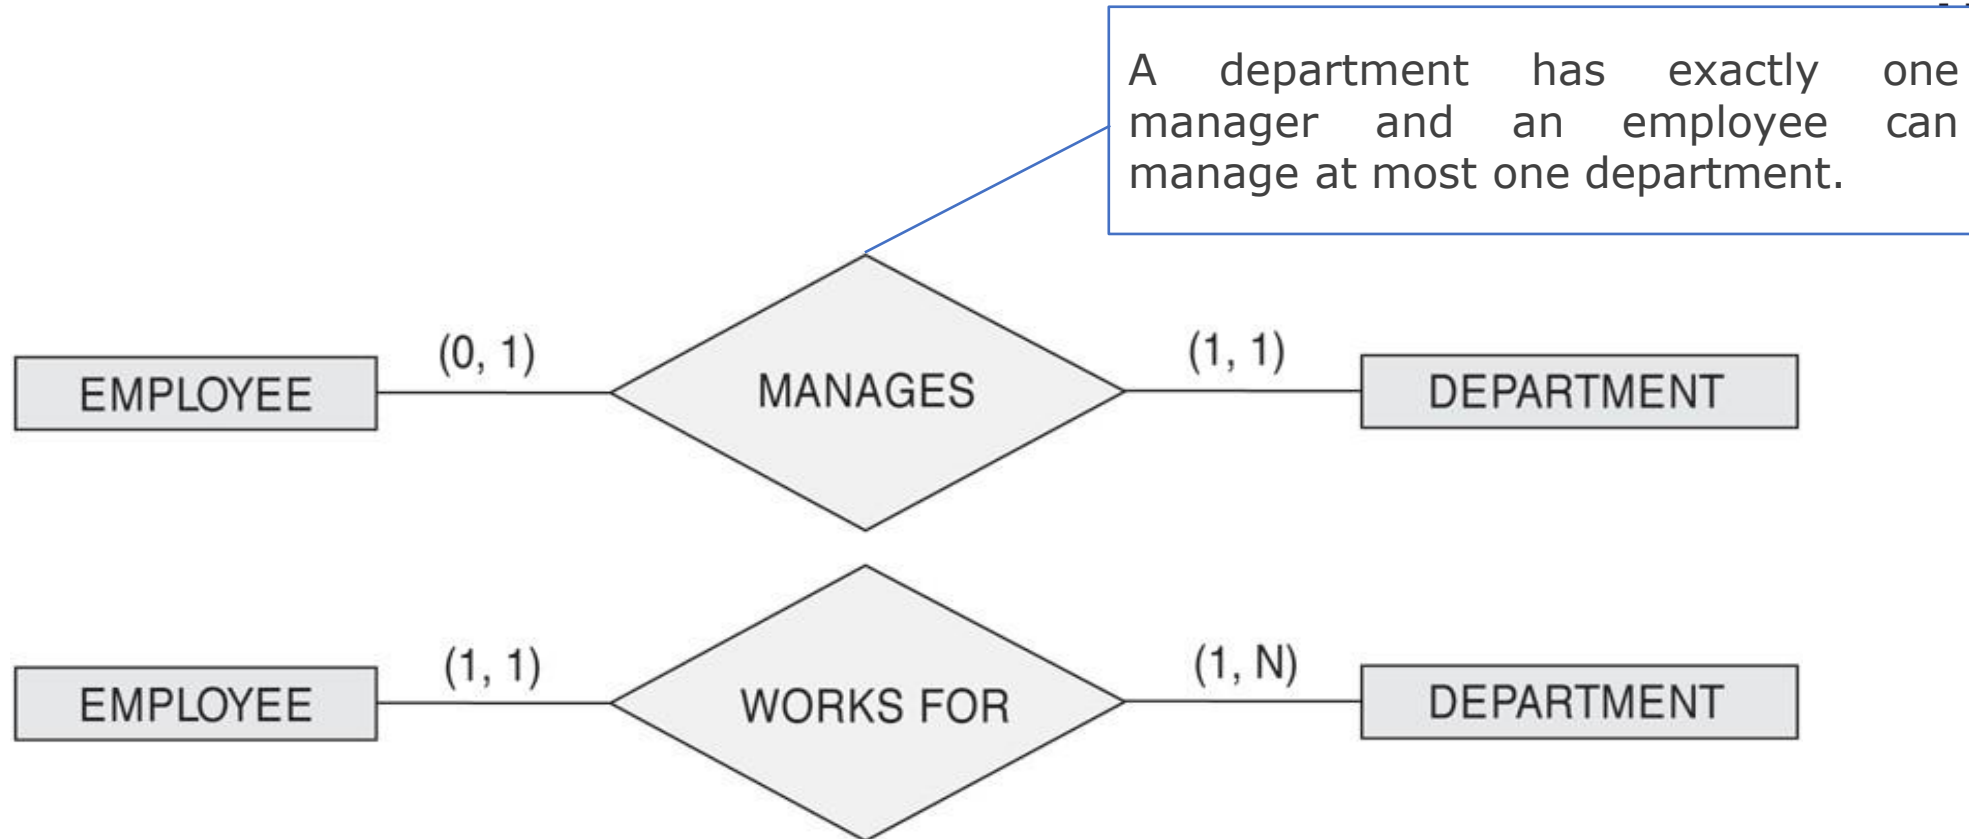 A department has exactly one
manager and an employee can
manage at most one department.
(0, 1)
(1, 1)
EMPLOYEE
MANAGES
DEPARTMENT
(1, 1)
(1, N)
EMPLOYEE
WORKS FOR
DEPARTMENT